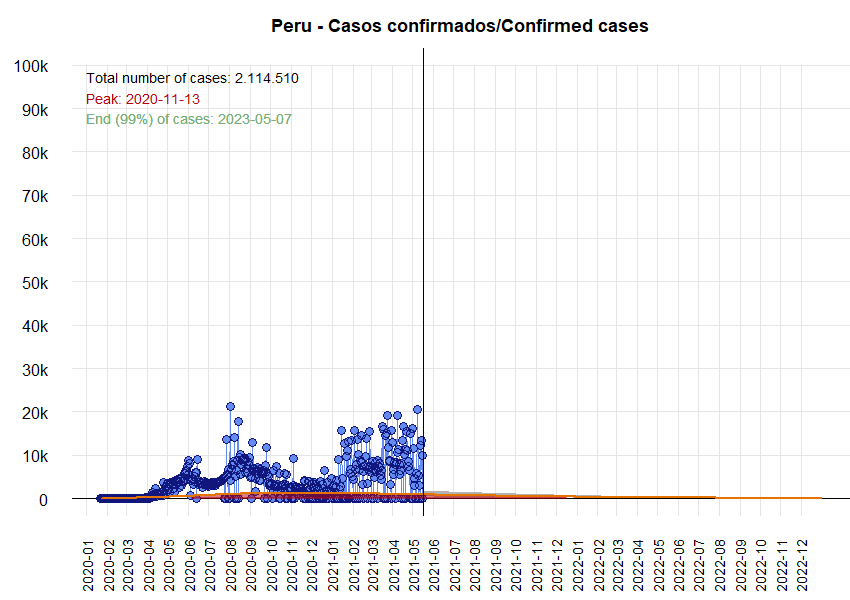 Peru - Casos confirmados/Confirmed cases
100k
Total number of cases: 2.114.510
Peak: 2020-11-13
90k
End (99%) of cases: 2023-05-07
80k
70k
60k
50k
40k
30k
20k
10k
0
2020-01
2020-02
2020-03
2020-04
2020-05
2020-06
2020-07
2020-08
2020-09
2020-10
2020-11
2020-12
2021-01
2021-02
2021-03
2021-04
2021-05
2021-06
2021-07
2021-08
2021-09
2021-10
2021-11
2021-12
2022-01
2022-02
2022-03
2022-04
2022-05
2022-06
2022-07
2022-08
2022-09
2022-10
2022-11
2022-12